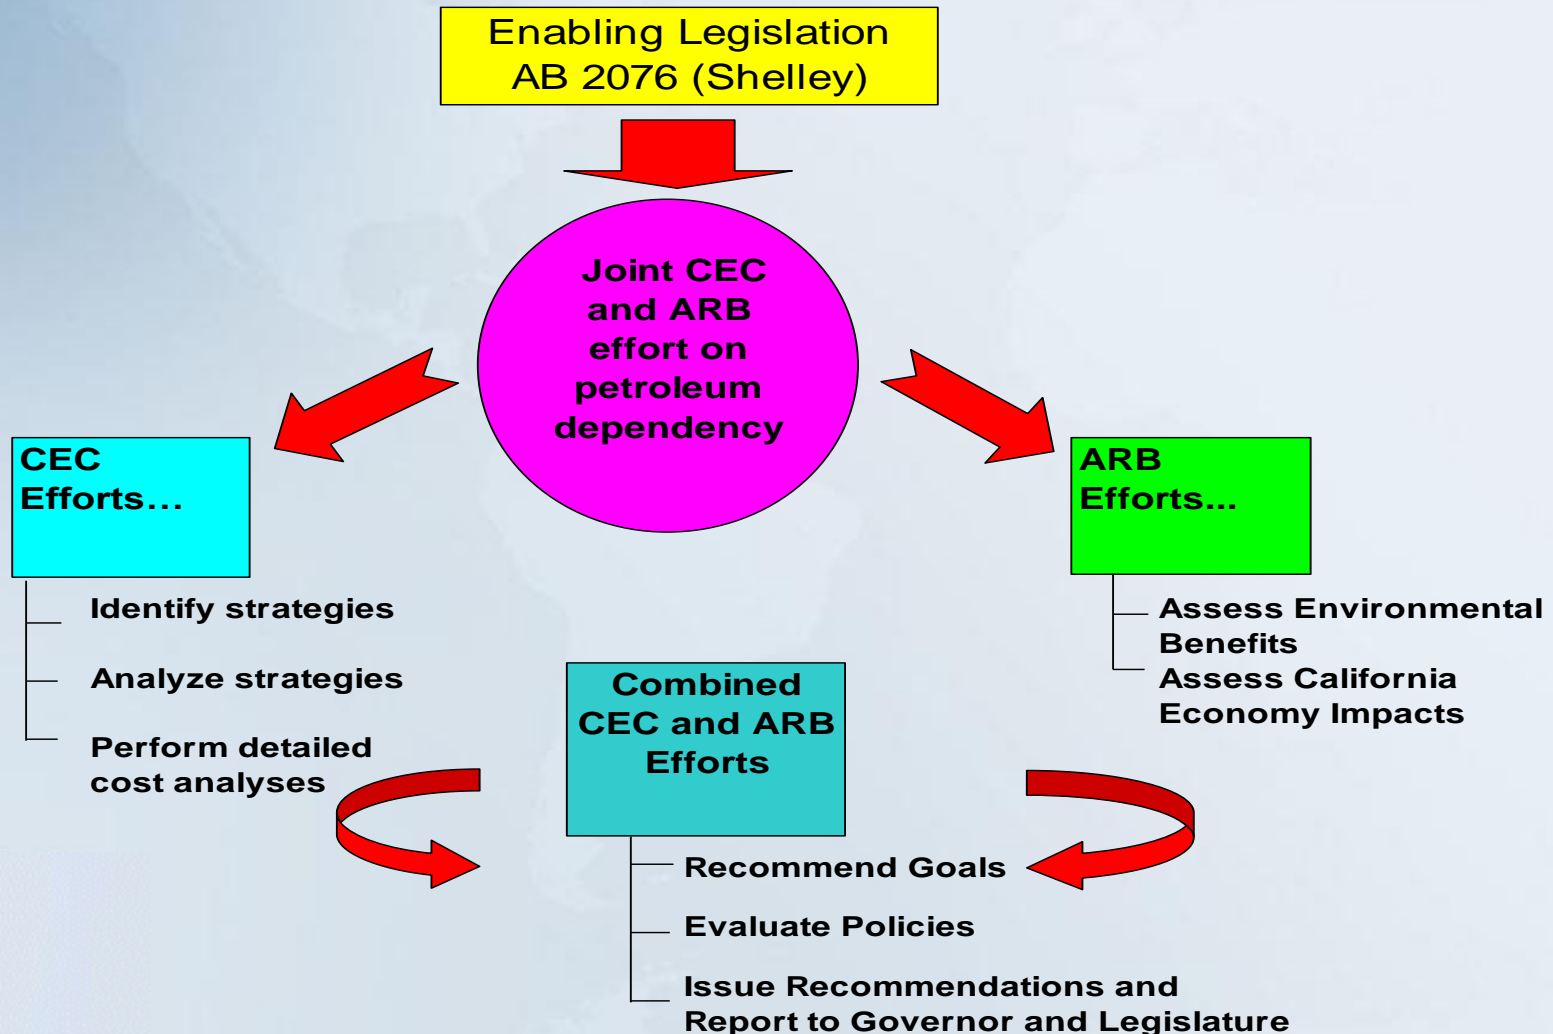 Enabling Legislation
AB 2076 (Shelley)
Joint CEC
and ARB
effort on
petroleum
dependency
CEC
Efforts…
Identify strategies
Analyze strategies
Perform detailed
cost analyses
ARB
Efforts...
Assess Environmental
Benefits
Assess California
Economy Impacts
Combined
CEC and ARB
Efforts
Recommend Goals
Evaluate Policies
Issue Recommendations and
Report to Governor and Legislature